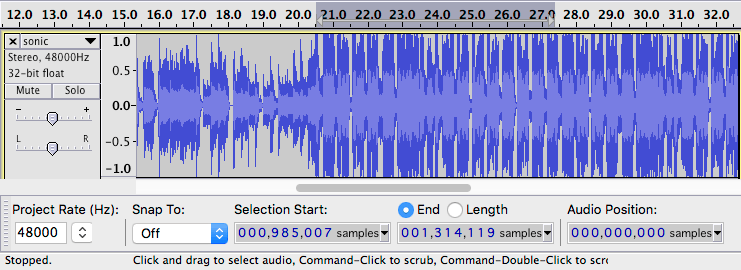 12.0 13.0 14.0 15.0 16.0 17.0 18.0 19.0 20.0 21.0 22.0 23.0 24.0 25.0 26.0 27.0 28.0 29.0 30.0 31.0 32.0
sonic
Stereo, 48000Hz
32-bit float
Mute Solo
- +
L R
1.0
0.5
0.0
-0.5
-1.0
Project Rate (Hz): Snap To: Selection Start: End Length Audio Position:
48000 Off 000,985,007 samples 001,314,119 samples 000,000,000 samples
Stopped. Click and drag to select audio, Command-Click to scrub, Command-Double-Click to scro